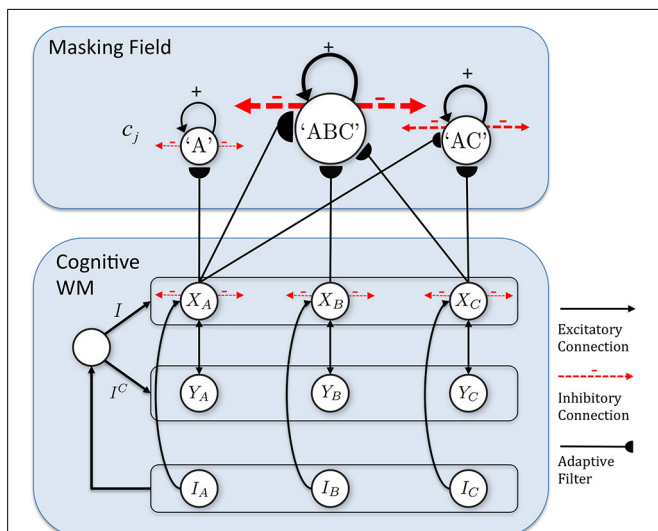 Masking Field
+
+
+
- -
c_j
'A'
'ABC'
'AC'
- -
- -
Cognitive
WM
I
X_A
X_B
X_C
- -
- -
- -
I^C
Y_A
Y_B
Y_C
I_A
I_B
I_C
Excitatory
Connection
-
Inhibitory
Connection
Adaptive
Filter